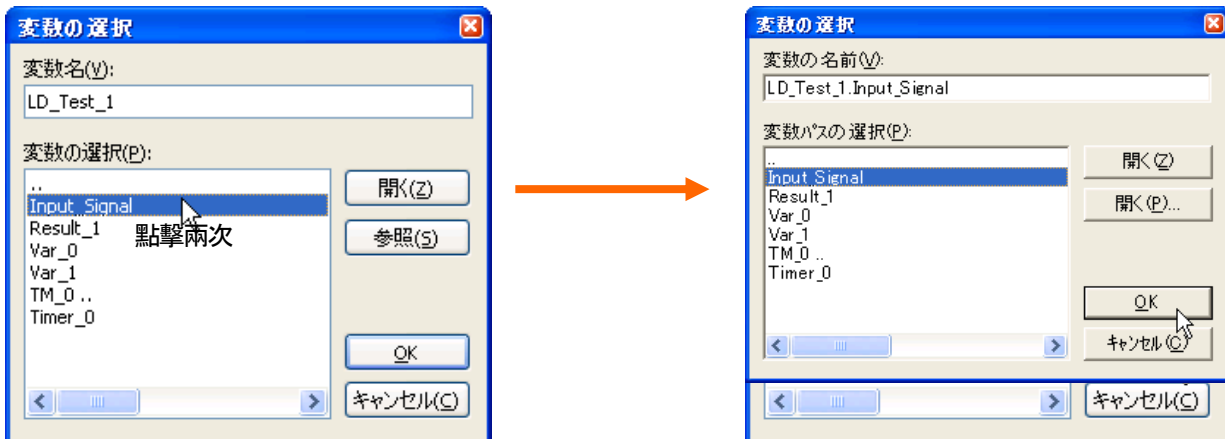 変数の選択
変数名(V):
LD_Test_1
変数の選択(P):
..
Input_Signal
Result_1
Var_0
Var_1
TM_0 ..
Timer_0
點擊兩次
開く(Z)
参照(S)
OK
キャンセル(C)
変数の選択
変数の名前(V):
LD_Test_1.Input_Signal
変数パスの選択(P):
..
Input_Signal
Result_1
Var_0
Var_1
TM_0 ..
Timer_0
開く(Z)
開く(P)...
OK
キャンセル(C)
キャンセル(C)